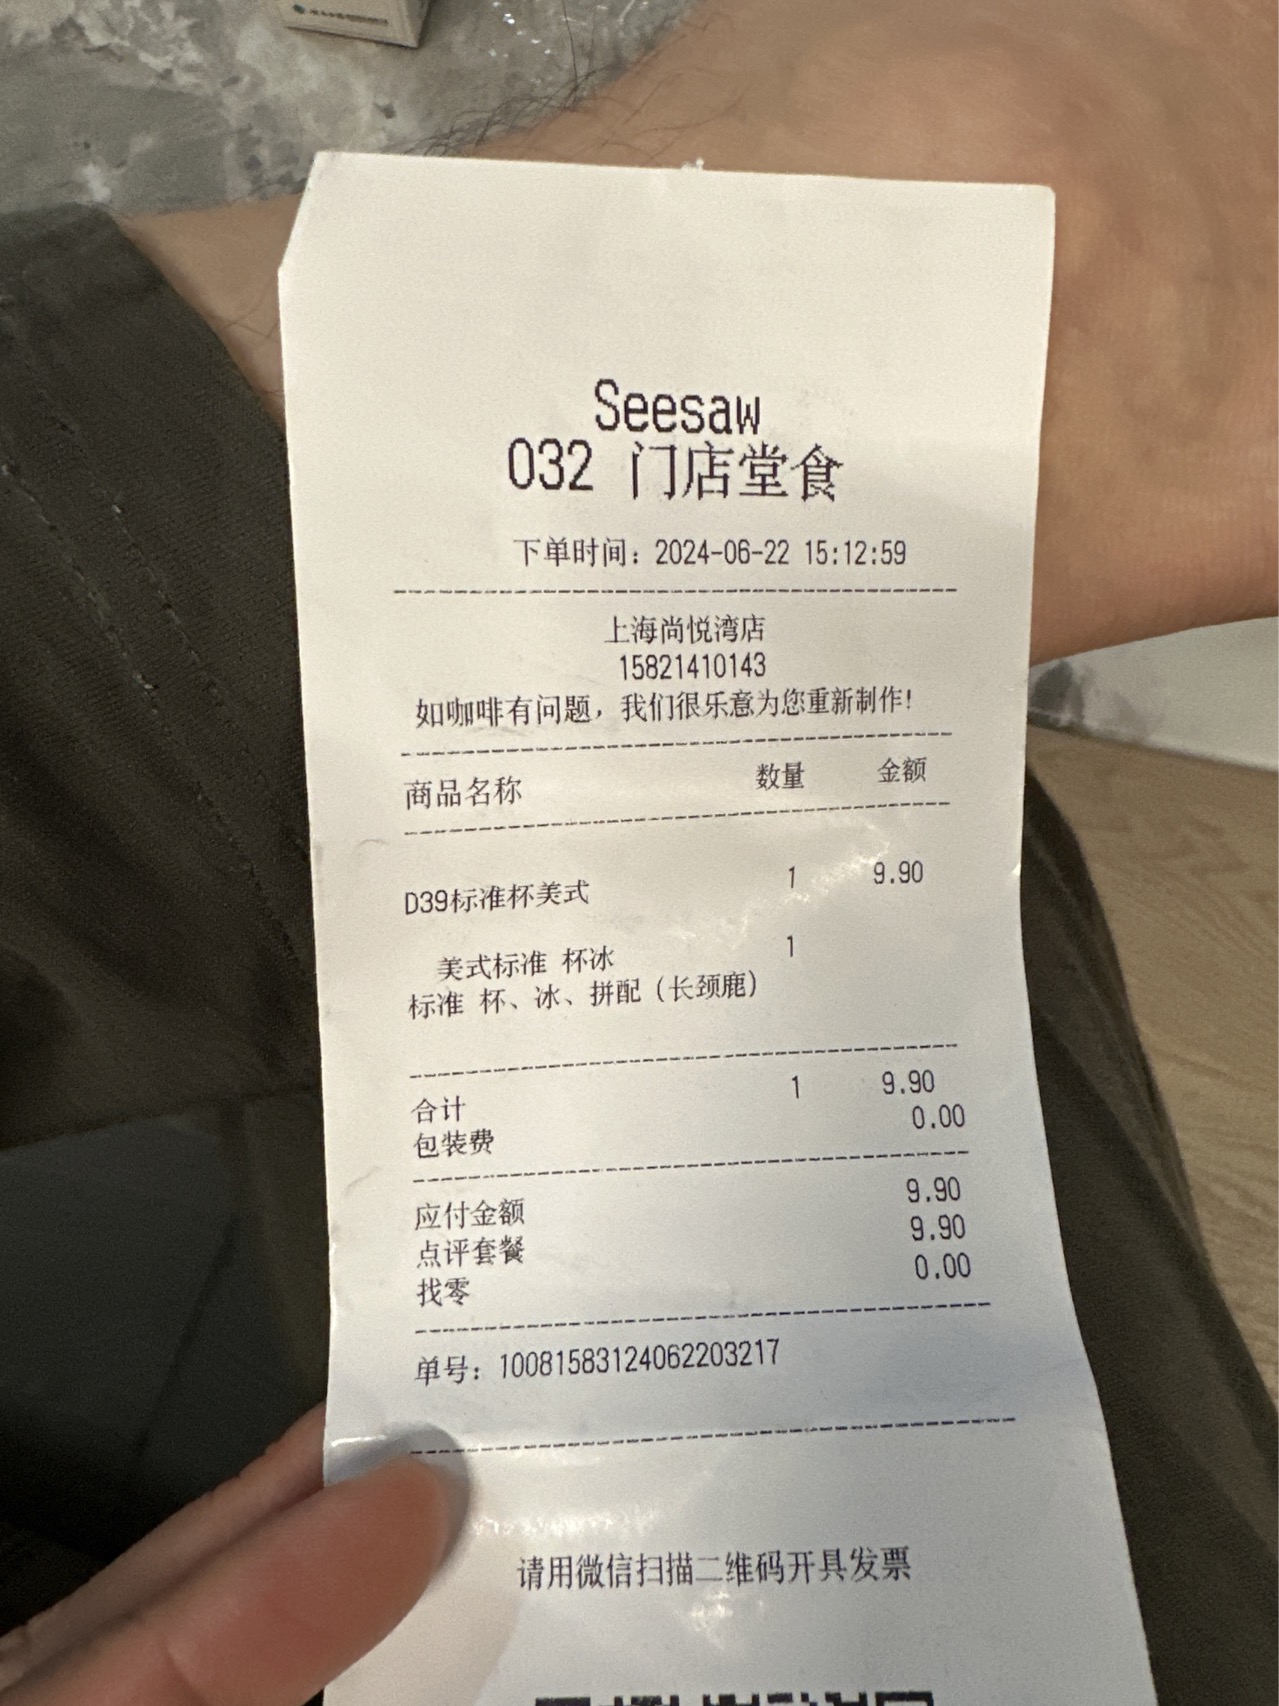 Seesaw
032 门店堂食
下单时间：2024-06-22 15:12:59
上海尚悦湾店
15821410143
如咖啡有问题，我们很乐意为您重新制作！
商品名称 数量 金额
D39标准杯美式 1 9.90
美式标准 杯冰 1
标准 杯、冰、拼配（长颈鹿）
合计 1 9.90
包装费 0.00
应付金额 9.90
点评套餐 9.90
找零 0.00
单号：10081583124062203217
请用微信扫描二维码开具发票